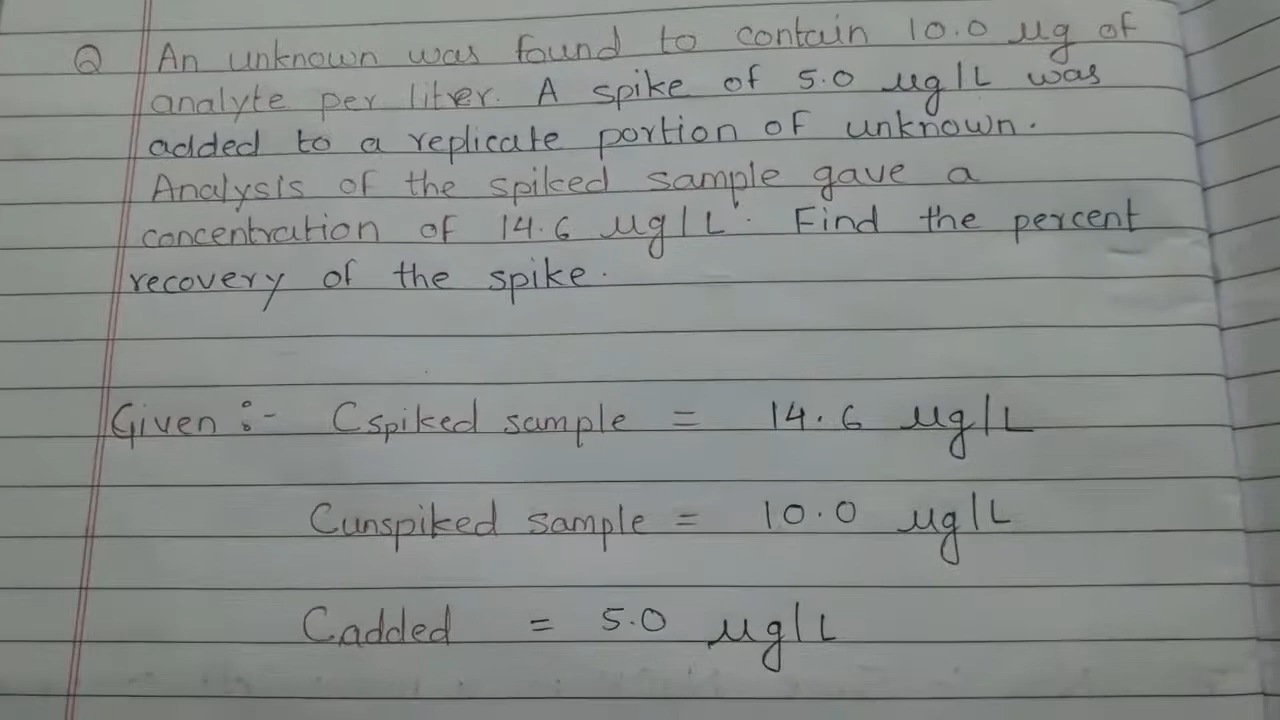 Q An unknown was found to contain 10.0 µg of
analyte per liter. A spike of 5.0 µg/L was
added to a replicate portion of unknown.
Analysis of the spiked sample gave a
concentration of 14.6 µg/L. Find the percent
recovery of the spike.
Given :- Cspiked sample = 14.6 µg/L
Cunspiked sample = 10.0 µg/L
Cadded = 5.0 µg/L